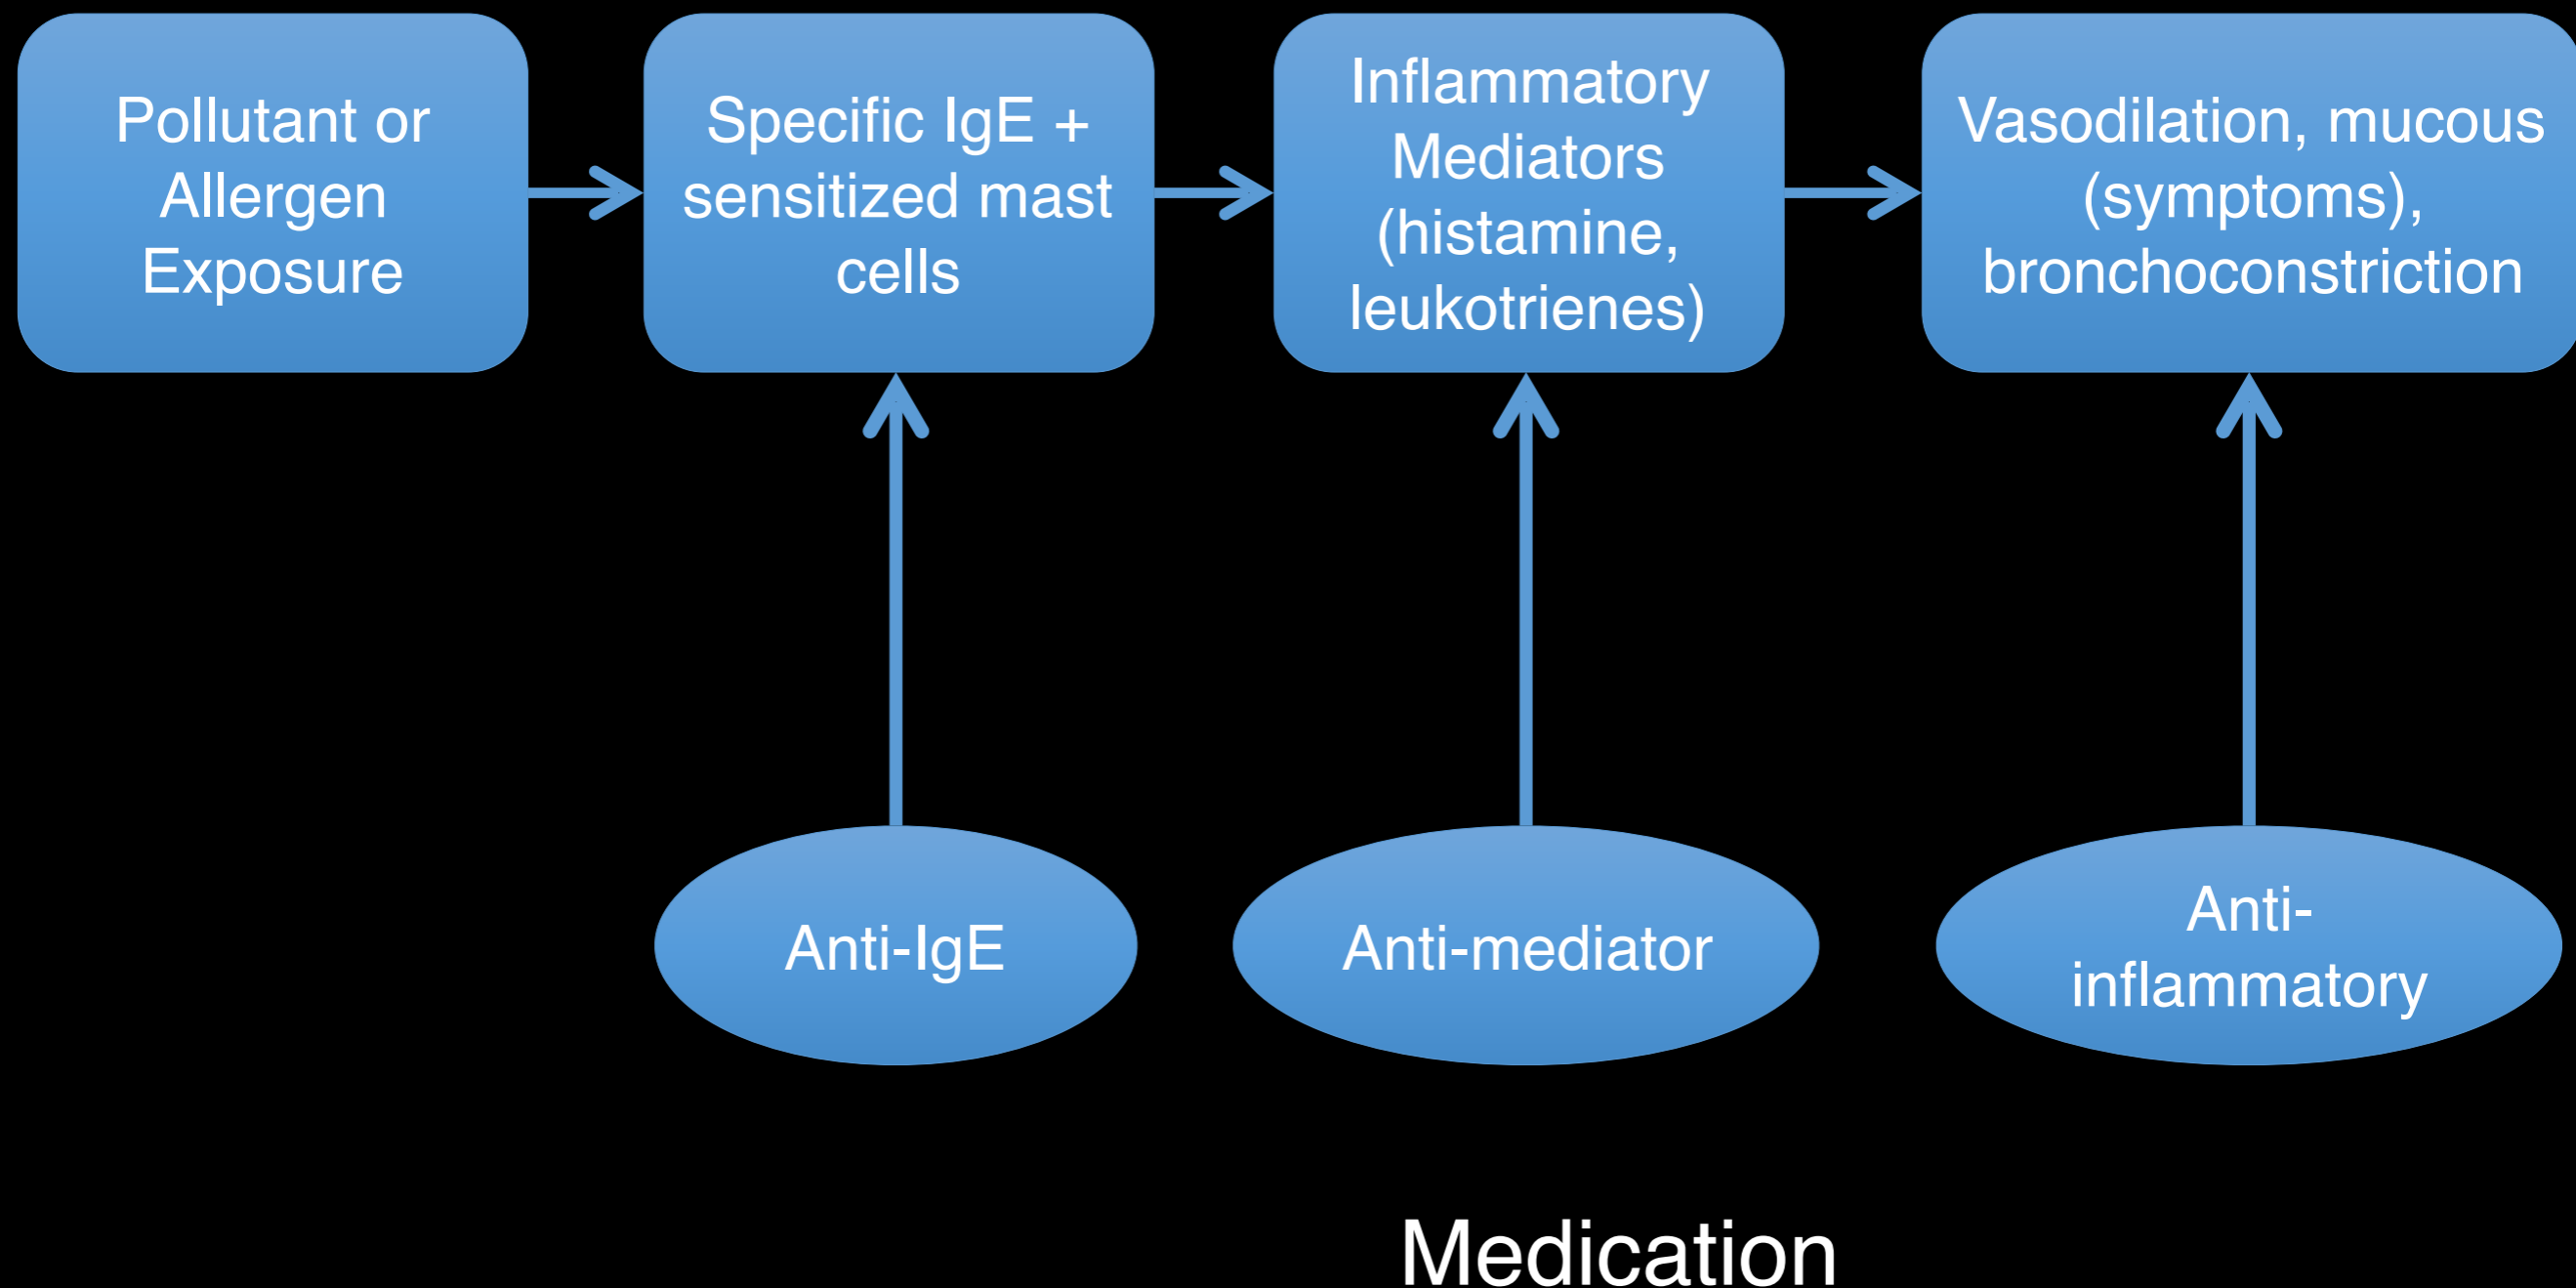 Pollutant or
Allergen
Exposure
Specific IgE +
sensitized mast
cells
Inflammatory
Mediators
(histamine,
leukotrienes)
Vasodilation, mucous
(symptoms),
bronchoconstriction
Anti-IgE
Anti-mediator
Anti-
inflammatory
Medication